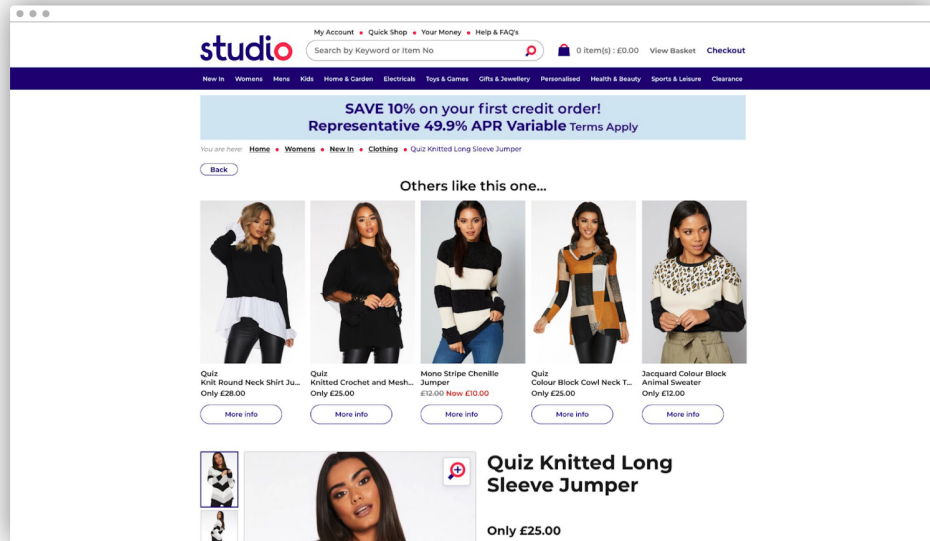 My Account • Quick Shop • Your Money • Help & FAQ's
studio
Search by Keyword or Item No
0 item(s) : £0.00 View Basket Checkout
New In Womens Mens Kids Home & Garden Electricals Toys & Games Gifts & Jewellery Personalised Health & Beauty Sports & Leisure Clearance
SAVE 10% on your first credit order!
Representative 49.9% APR Variable Terms Apply
You are here: Home • Womens • New In • Clothing • Quiz Knitted Long Sleeve Jumper
Back
Others like this one...
Quiz
Knit Round Neck Shirt Ju...
Only £28.00
More info
Quiz
Knitted Crochet and Mesh...
Only £25.00
More info
Mono Stripe Chenille
Jumper
£12.00 Now £10.00
More info
Quiz
Colour Block Cowl Neck T...
Only £25.00
More info
Jacquard Colour Block
Animal Sweater
Only £12.00
More info
Quiz Knitted Long
Sleeve Jumper
Only £25.00